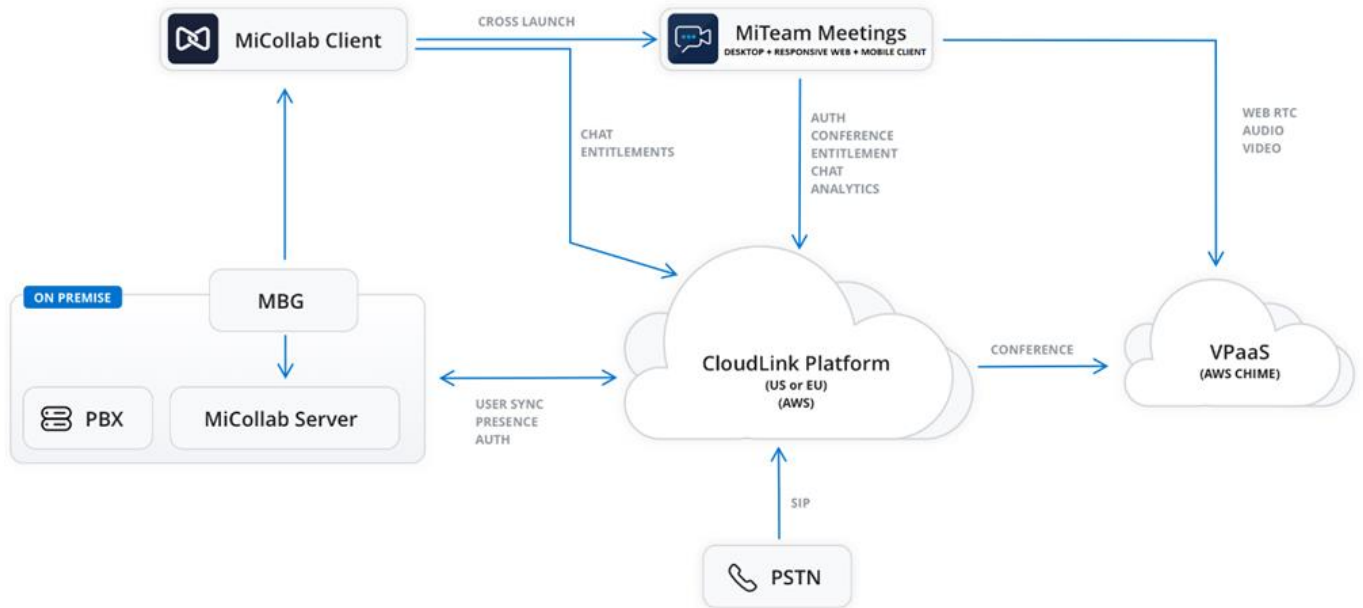 MiCollab Client
CROSS LAUNCH
MiTeam Meetings
DESKTOP + RESPONSIVE WEB + MOBILE CLIENT
CHAT
ENTITLEMENTS
AUTH
CONFERENCE
ENTITLEMENT
CHAT
ANALYTICS
WEB RTC
AUDIO
VIDEO
ON PREMISE
MBG
PBX
MiCollab Server
USER SYNC
PRESENCE
AUTH
CloudLink Platform
(US or EU)
(AWS)
CONFERENCE
VPaaS
(AWS CHIME)
SIP
PSTN